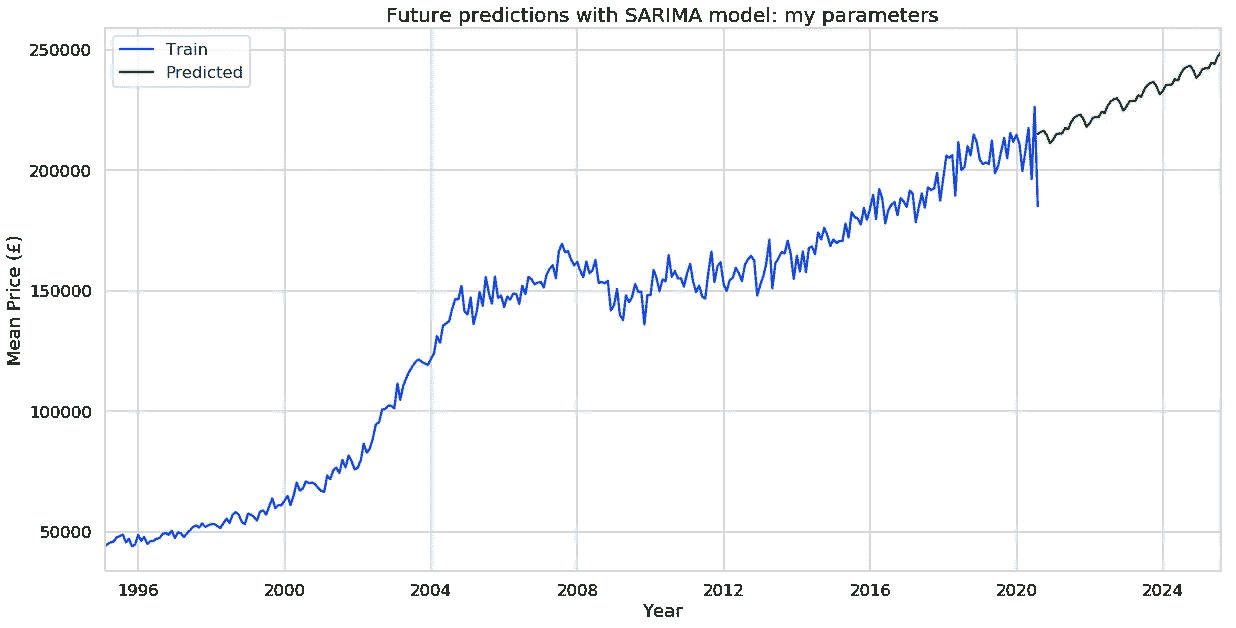 Future predictions with SARIMA model: my parameters
Train
Predicted
250000
200000
150000
100000
50000
Mean Price (£)
1996 2000 2004 2008 2012 2016 2020 2024
Year